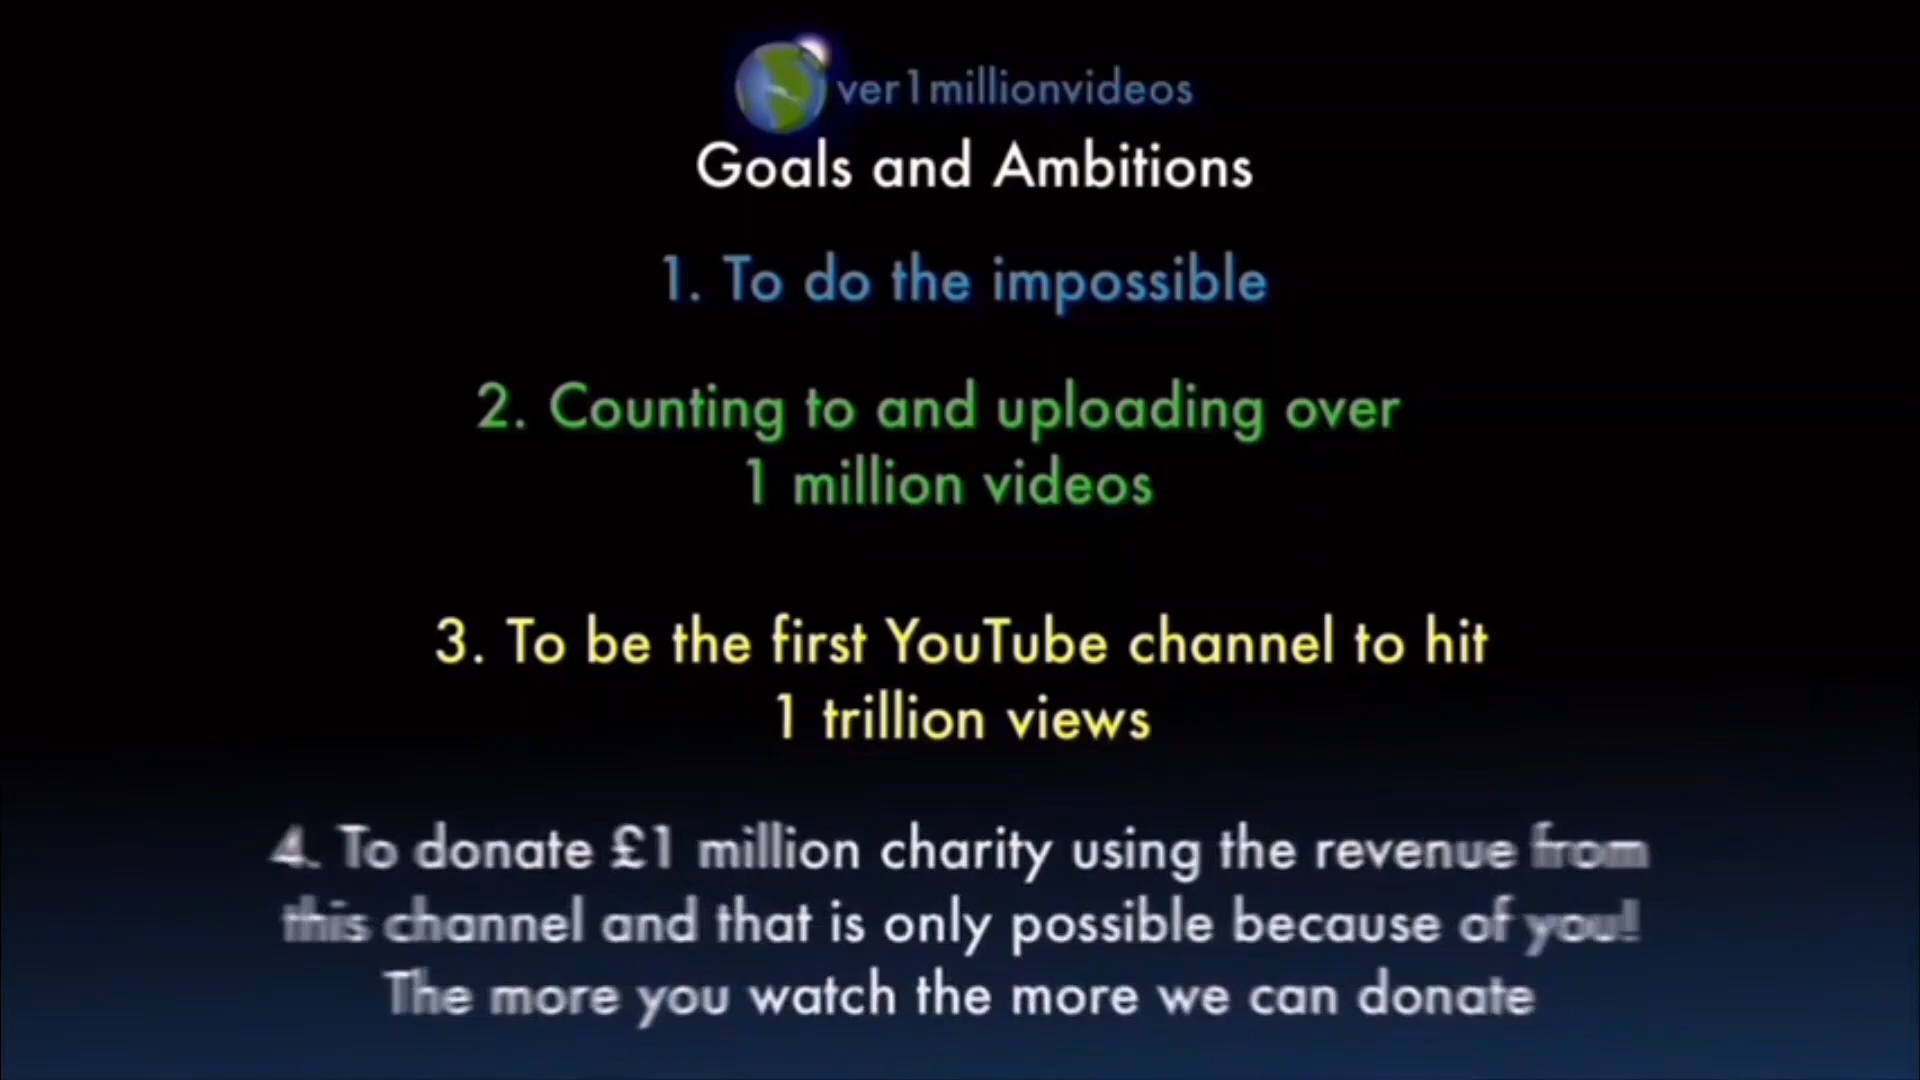 ver1millionvideos
Goals and Ambitions
1. To do the impossible
2. Counting to and uploading over
1 million videos
3. To be the first YouTube channel to hit
1 trillion views
4. To donate £1 million charity using the revenue from
this channel and that is only possible because of you!
The more you watch the more we can donate